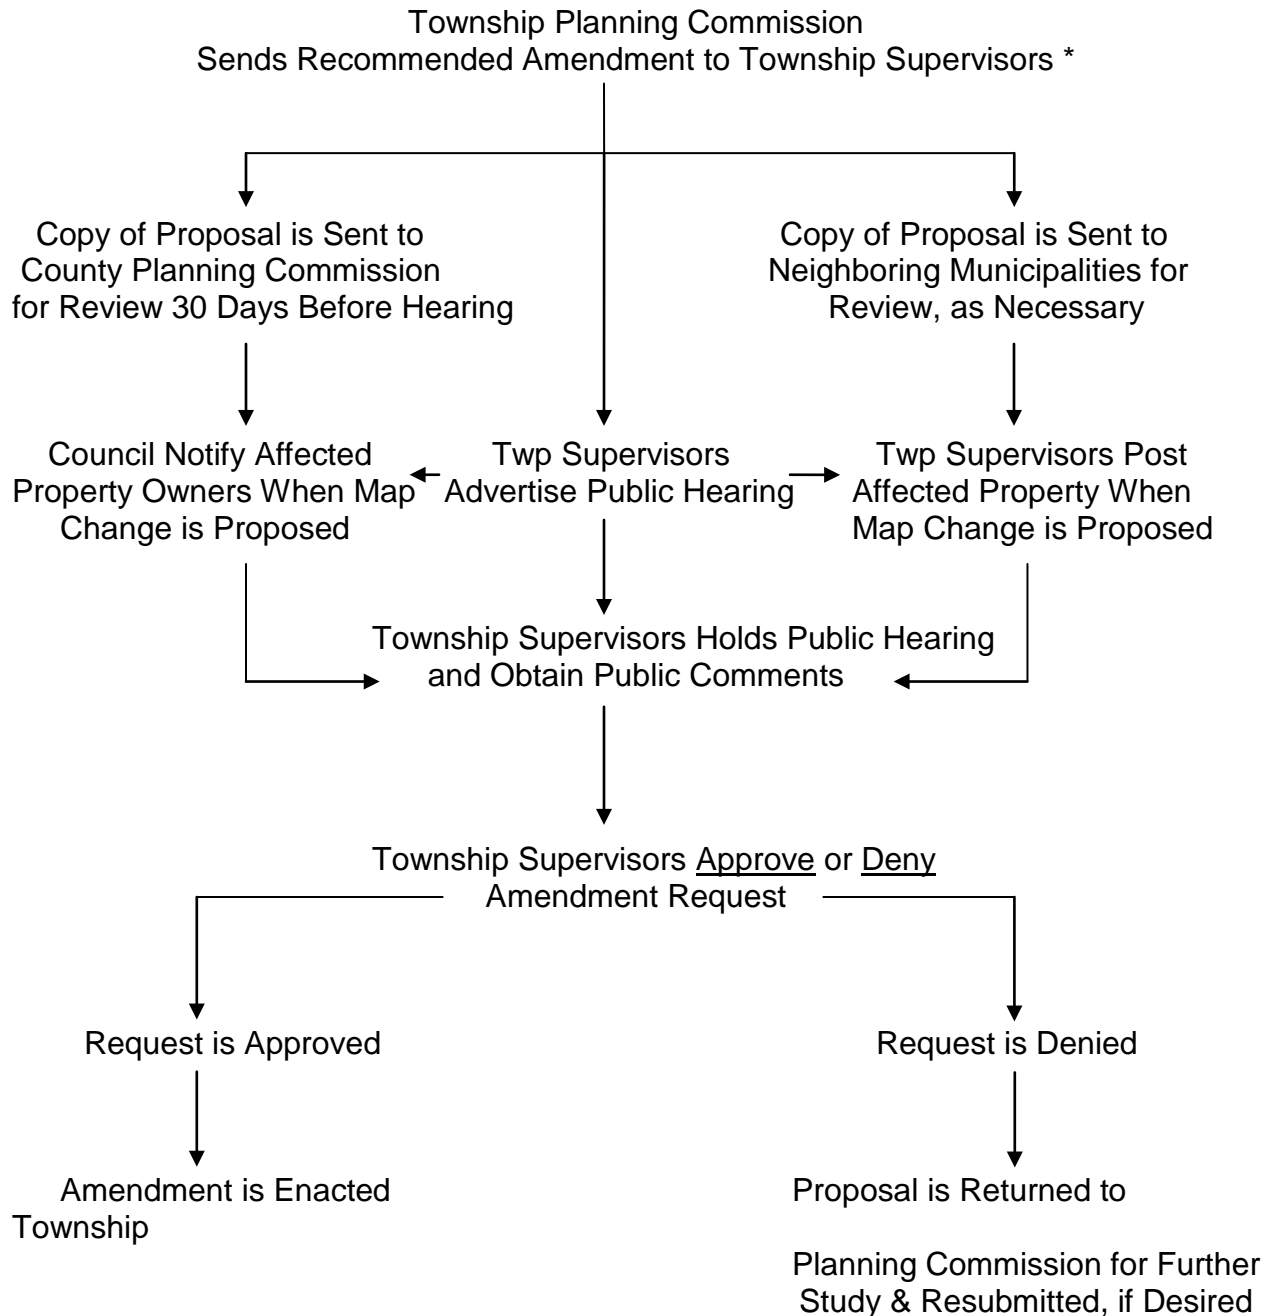 Township Planning Commission
Sends Recommended Amendment to Township Supervisors *
Copy of Proposal is Sent to
County Planning Commission
for Review 30 Days Before Hearing
Copy of Proposal is Sent to
Neighboring Municipalities for
Review, as Necessary
Council Notify Affected
Property Owners When Map
Change is Proposed
Twp Supervisors
Advertise Public Hearing
Twp Supervisors Post
Affected Property When
Map Change is Proposed
Township Supervisors Holds Public Hearing
and Obtain Public Comments
Township Supervisors Approve or Deny
Amendment Request
Request is Approved
Request is Denied
Amendment is Enacted
Township
Proposal is Returned to
Planning Commission for Further
Study & Resubmitted, if Desired